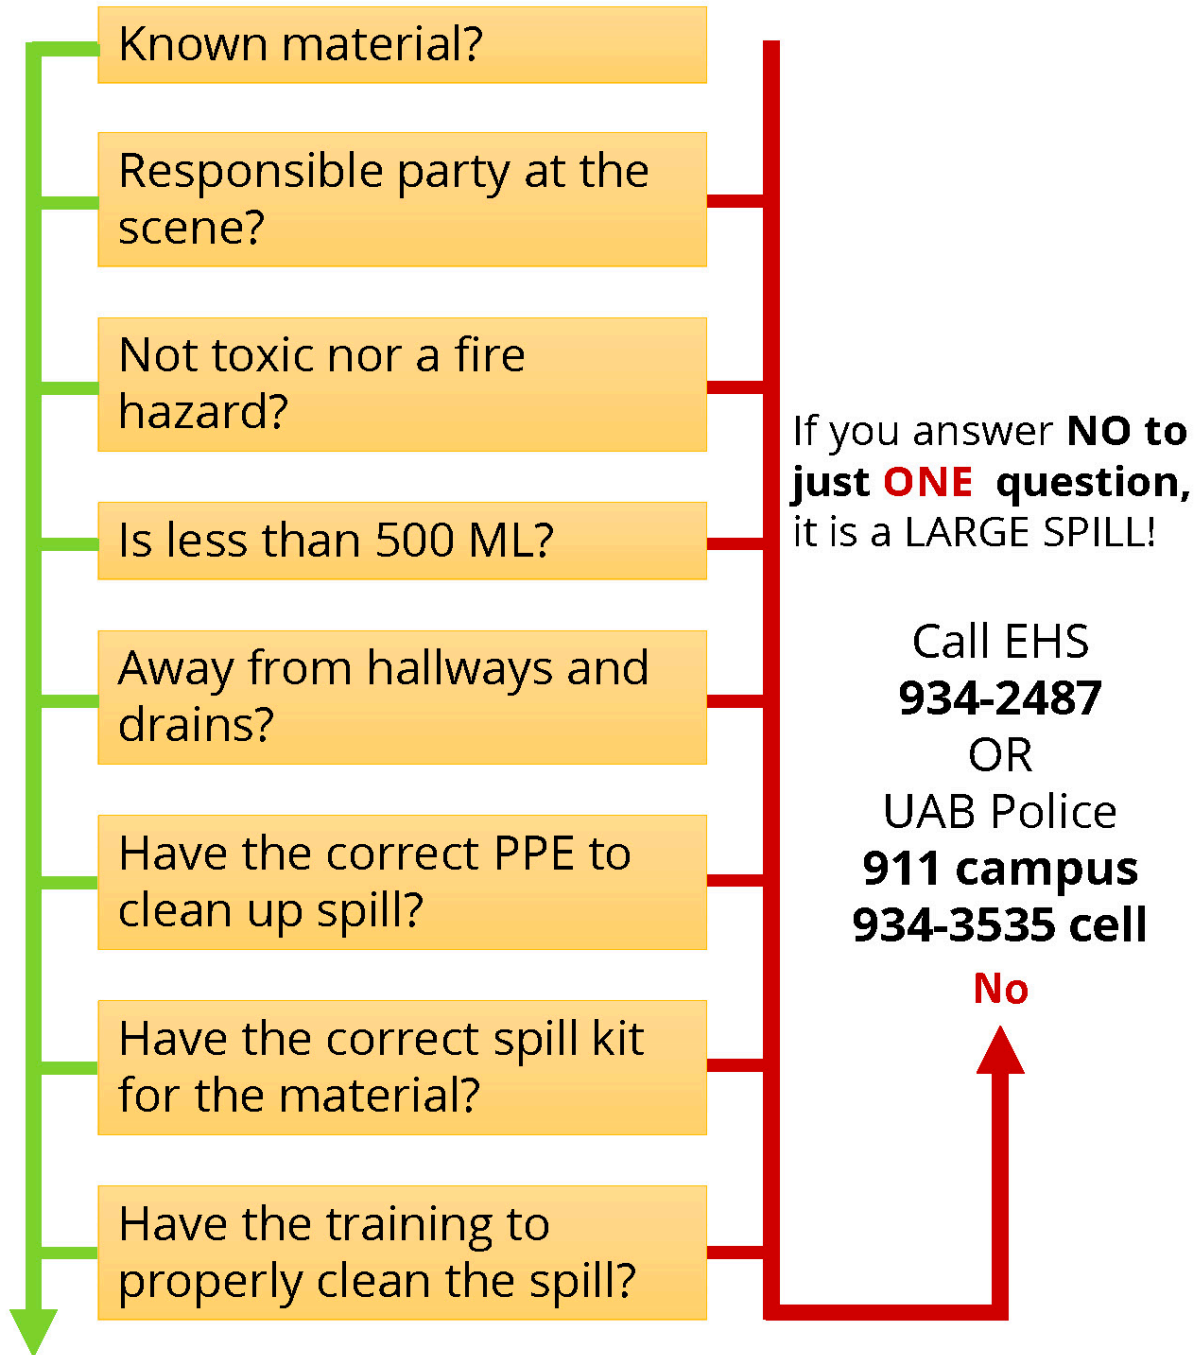 Known material?
Responsible party at the
scene?
Not toxic nor a fire
hazard?
Is less than 500 ML?
Away from hallways and
drains?
Have the correct PPE to
clean up spill?
Have the correct spill kit
for the material?
Have the training to
properly clean the spill?
If you answer NO to
just ONE question,
it is a LARGE SPILL!
Call EHS
934-2487
OR
UAB Police
911 campus
934-3535 cell
No